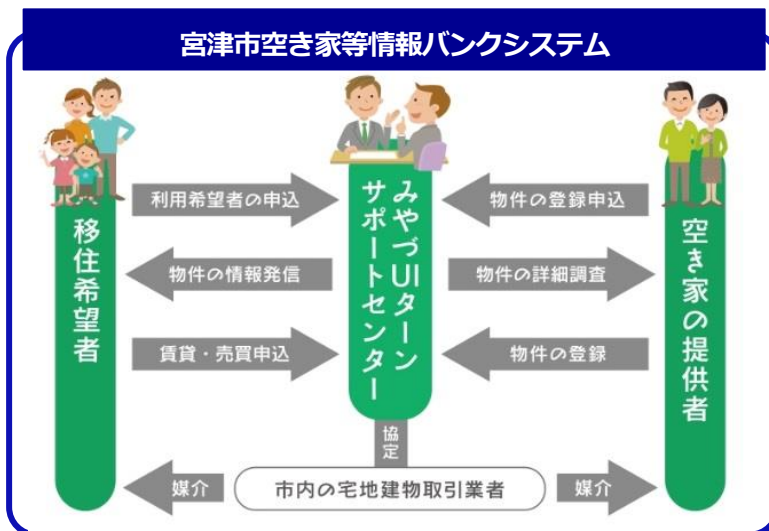 宮津市空き家等情報バンクシステム
移住希望者
利用希望者の申込
物件の情報発信
賃貸・売買申込
みやづUIターン
サポートセンター
物件の登録申込
物件の詳細調査
物件の登録
空き家の提供者
協定
媒介
市内の宅地建物取引業者
媒介